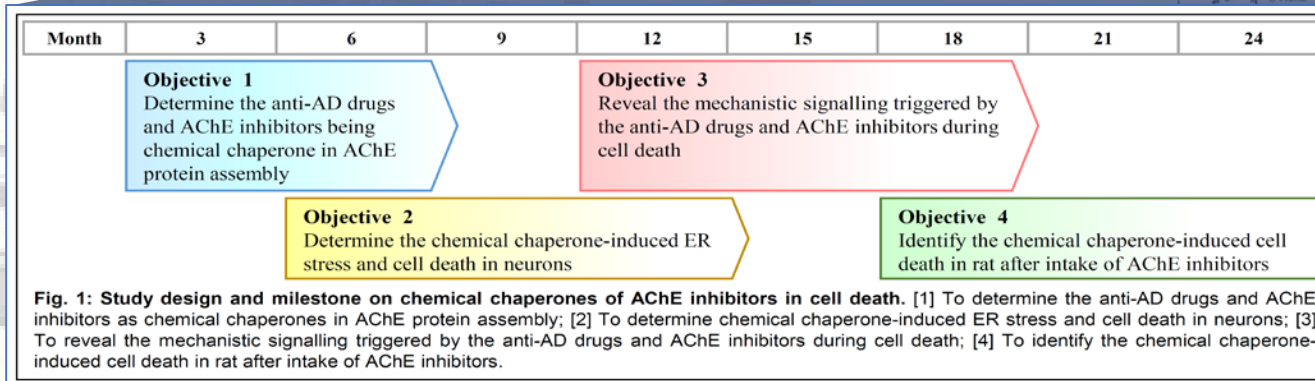 Month 3 6 9 12 15 18 21 24
Objective 1
Determine the anti-AD drugs
and AChE inhibitors being
chemical chaperone in AChE
protein assembly
Objective 3
Reveal the mechanistic signalling triggered by
the anti-AD drugs and AChE inhibitors during
cell death
Objective 2
Determine the chemical chaperone-induced ER
stress and cell death in neurons
Objective 4
Identify the chemical chaperone-induced cell
death in rat after intake of AChE inhibitors
Fig. 1: Study design and milestone on chemical chaperones of AChE inhibitors in cell death. [1] To determine the anti-AD drugs and AChE
inhibitors as chemical chaperones in AChE protein assembly; [2] To determine chemical chaperone-induced ER stress and cell death in neurons; [3]
To reveal the mechanistic signalling triggered by the anti-AD drugs and AChE inhibitors during cell death; [4] To identify the chemical chaperone-
induced cell death in rat after intake of AChE inhibitors.